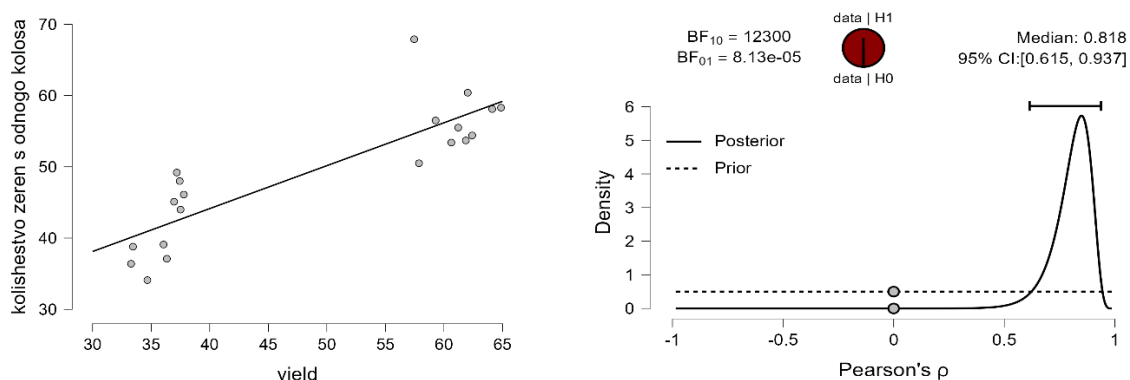 kolishestvo zeren s odnogo kolosa
70
60
50
40
30
30 35 40 45 50 55 60 65
yield
data | H1
BF10 = 12300
BF01 = 8.13e-05
data | H0
Median: 0.818
95% CI:[0.615, 0.937]
Density
6
5
4
3
2
1
0
Posterior
Prior
-1 -0.5 0 0.5 1
Pearson's ρ